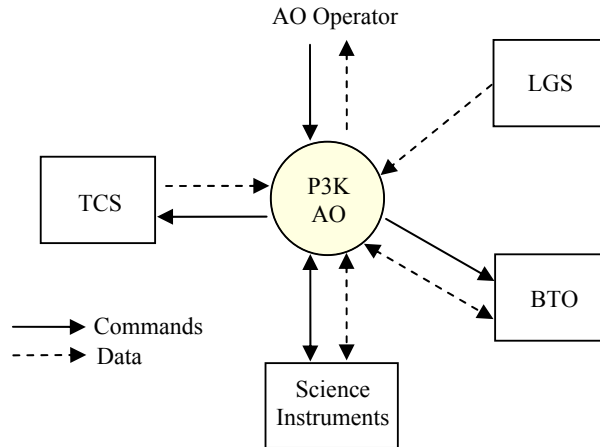 AO Operator
LGS
P3K
AO
TCS
BTO
Commands
Data
Science
Instruments